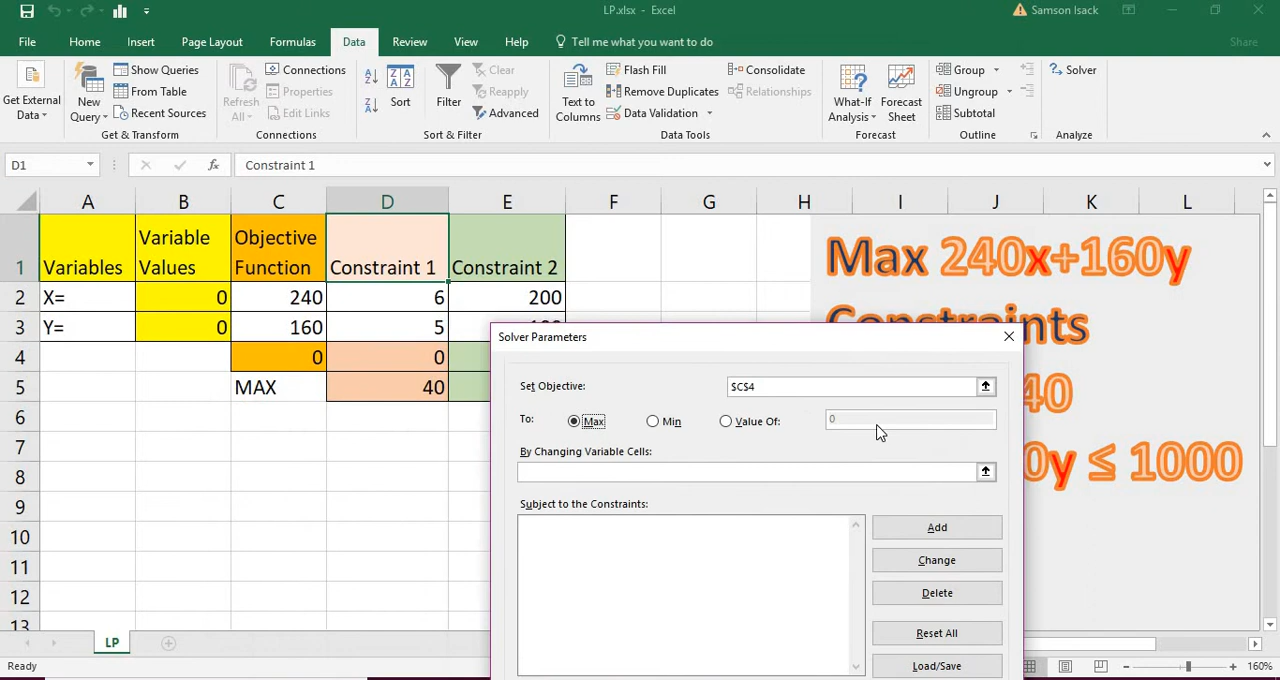 LP.xlsx - Excel
Samson Isack
File Home Insert Page Layout Formulas Data Review View Help Tell me what you want to do Share
Get External Data
New Query
Show Queries
From Table
Recent Sources
Get & Transform
Refresh All
Connections
Properties
Edit Links
Connections
Sort
Filter
Clear
Reapply
Advanced
Sort & Filter
Text to Columns
Flash Fill
Remove Duplicates
Data Validation
Consolidate
Relationships
Data Tools
What-If Analysis
Forecast Sheet
Forecast
Group
Ungroup
Subtotal
Outline
Solver
Analyze
D1 fx Constraint 1
A B C D E F G H I J K L
1 Variables Variable Values Objective Function Constraint 1 Constraint 2
2 X= 0 240 6 200
3 Y= 0 160 5
4 0 0
5 MAX 40
6
7
8
9
10
11
12
13
Max 240x+160y
Constraints
40
0y ≤ 1000
Solver Parameters
Set Objective: $C$4
To: Max Min Value Of: 0
By Changing Variable Cells:
Subject to the Constraints:
Add
Change
Delete
Reset All
Load/Save
LP
Ready
160%